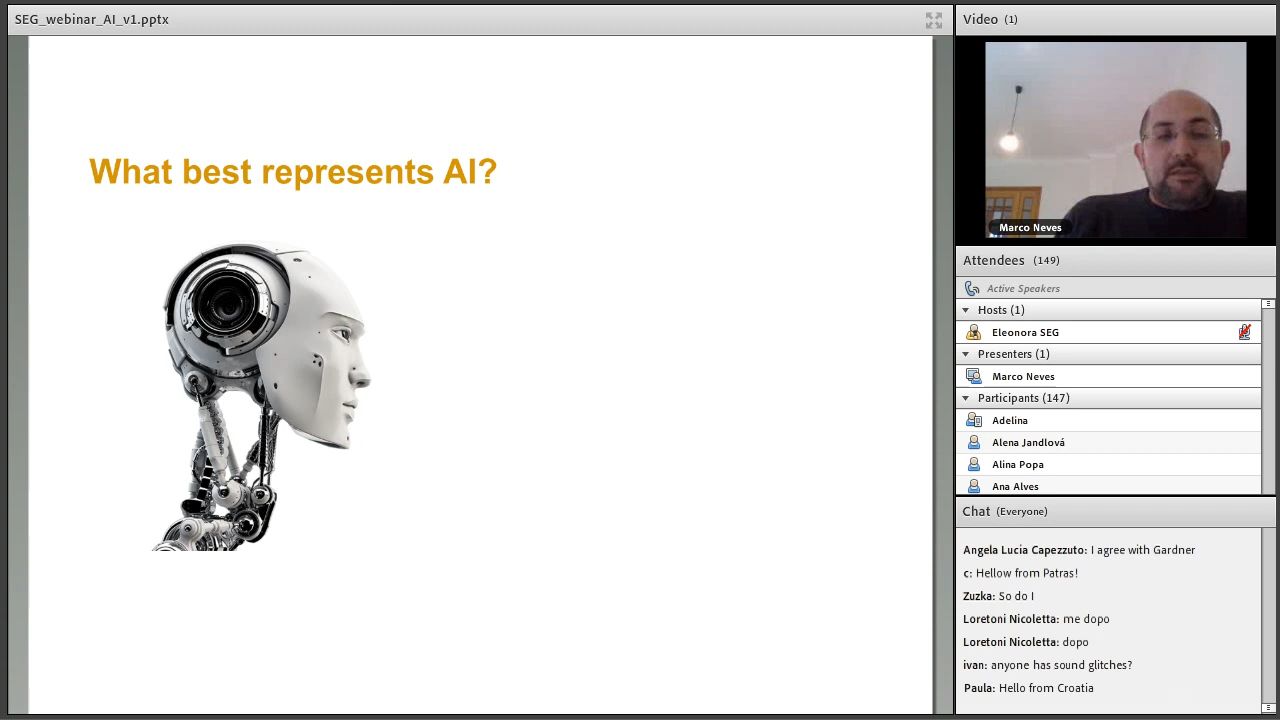 SEG_webinar_AI_v1.pptx
What best represents AI?
Video (1)
Marco Neves
Attendees (149)
Active Speakers
Hosts (1)
Eleonora SEG
Presenters (1)
Marco Neves
Participants (147)
Adelina
Alena Jandlová
Alina Popa
Ana Alves
Chat (Everyone)
Angela Lucia Capezzuto: I agree with Gardner
c: Hellow from Patras!
Zuzka: So do I
Loretoni Nicoletta: me dopo
Loretoni Nicoletta: dopo
ivan: anyone has sound glitches?
Paula: Hello from Croatia